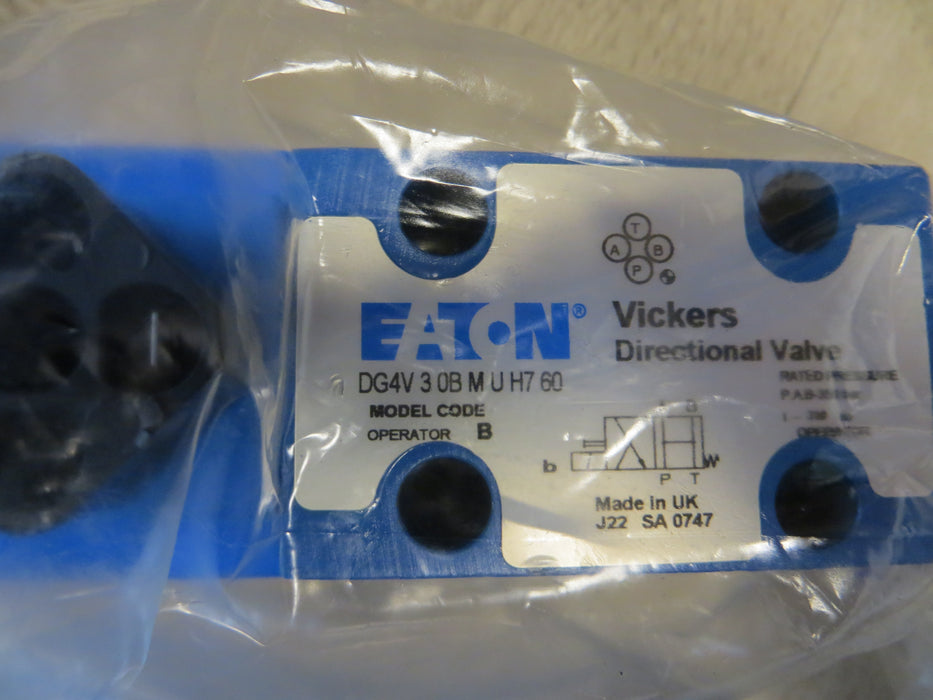 T
A B
P
EATON®
Vickers
Directional Valve
DG4V 3 0B M U H7 60
MODEL CODE
OPERATOR B
RATED PRESSURE
OPERATOR
B
b
P T
Made in UK
J22 SA 0747